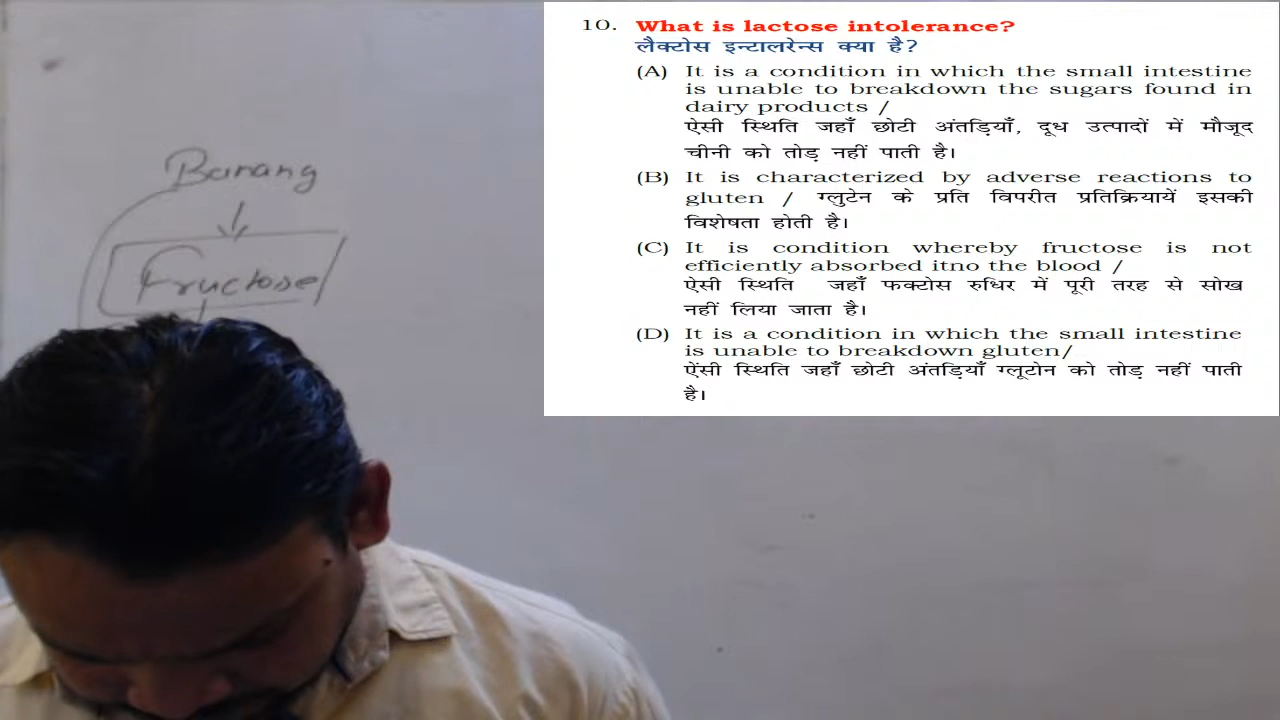 10. What is lactose intolerance?
लैक्टोस इन्टालरेन्स क्या है?
(A) It is a condition in which the small intestine
is unable to breakdown the sugars found in
dairy products /
ऐसी स्थिति जहाँ छोटी अंतड़ियाँ, दूध उत्पादों में मौजूद
चीनी को तोड़ नहीं पाती है।
(B) It is characterized by adverse reactions to
gluten / ग्लुटेन के प्रति विपरीत प्रतिक्रियायें इसकी
विशेषता होती है।
(C) It is condition whereby fructose is not
efficiently absorbed itno the blood /
ऐसी स्थिति जहाँ फक्टोस रुधिर में पूरी तरह से सोख
नहीं लिया जाता है।
(D) It is a condition in which the small intestine
is unable to breakdown gluten/
ऐंसी स्थिति जहाँ छोटी अंतड़ियाँ ग्लूटोन को तोड़ नहीं पाती
है।
Fructose